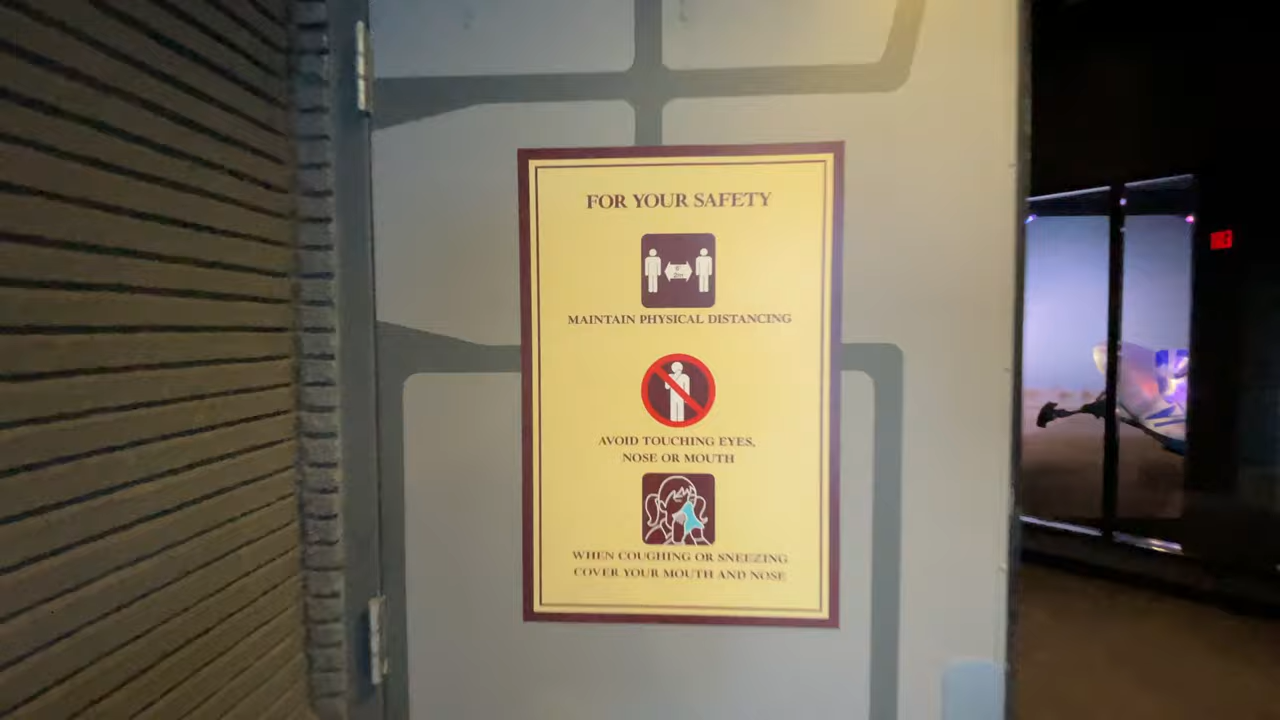 FOR YOUR SAFETY
MAINTAIN PHYSICAL DISTANCING
AVOID TOUCHING EYES,
NOSE OR MOUTH
WHEN COUGHING OR SNEEZING
COVER YOUR MOUTH AND NOSE